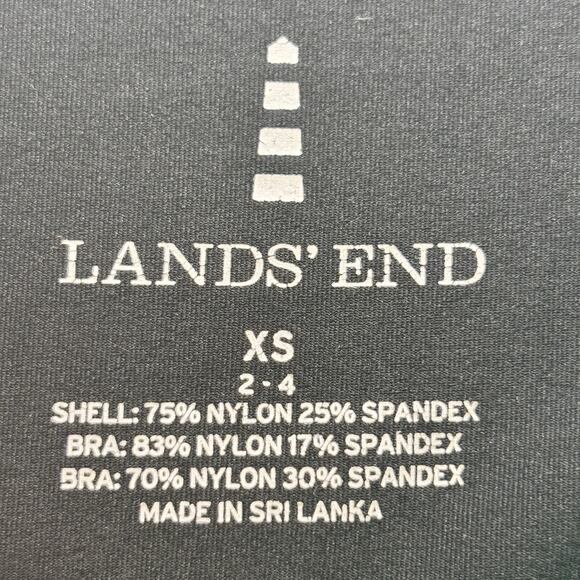 LANDS' END
XS
2 - 4
SHELL: 75% NYLON 25% SPANDEX
BRA: 83% NYLON 17% SPANDEX
BRA: 70% NYLON 30% SPANDEX
MADE IN SRI LANKA